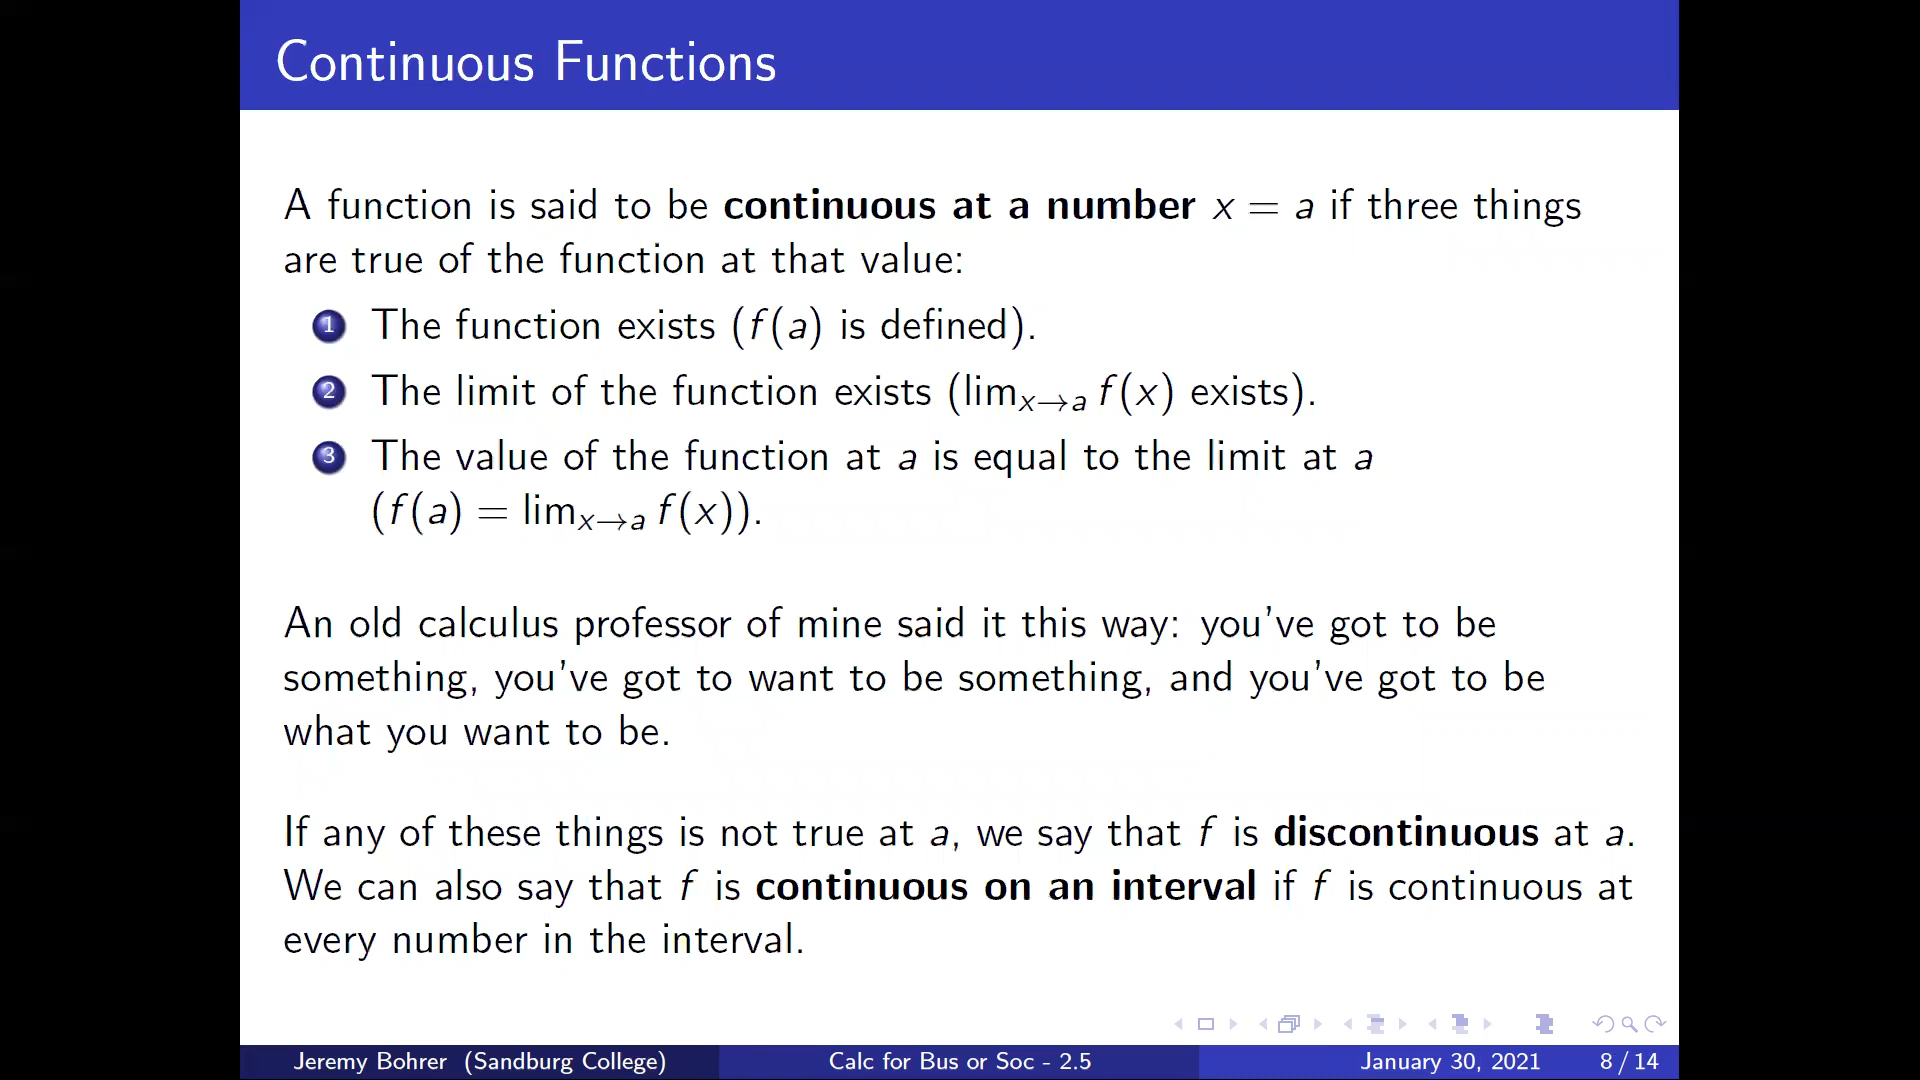 Continuous Functions
A function is said to be continuous at a number x = a if three things
are true of the function at that value:
1 The function exists (f(a) is defined).
2 The limit of the function exists (limₓ→ₐ f(x) exists).
3 The value of the function at a is equal to the limit at a
(f(a) = limₓ→ₐ f(x)).
An old calculus professor of mine said it this way: you've got to be
something, you've got to want to be something, and you've got to be
what you want to be.
If any of these things is not true at a, we say that f is discontinuous at a.
We can also say that f is continuous on an interval if f is continuous at
every number in the interval.
Jeremy Bohrer (Sandburg College) Calc for Bus or Soc - 2.5 January 30, 2021 8 / 14